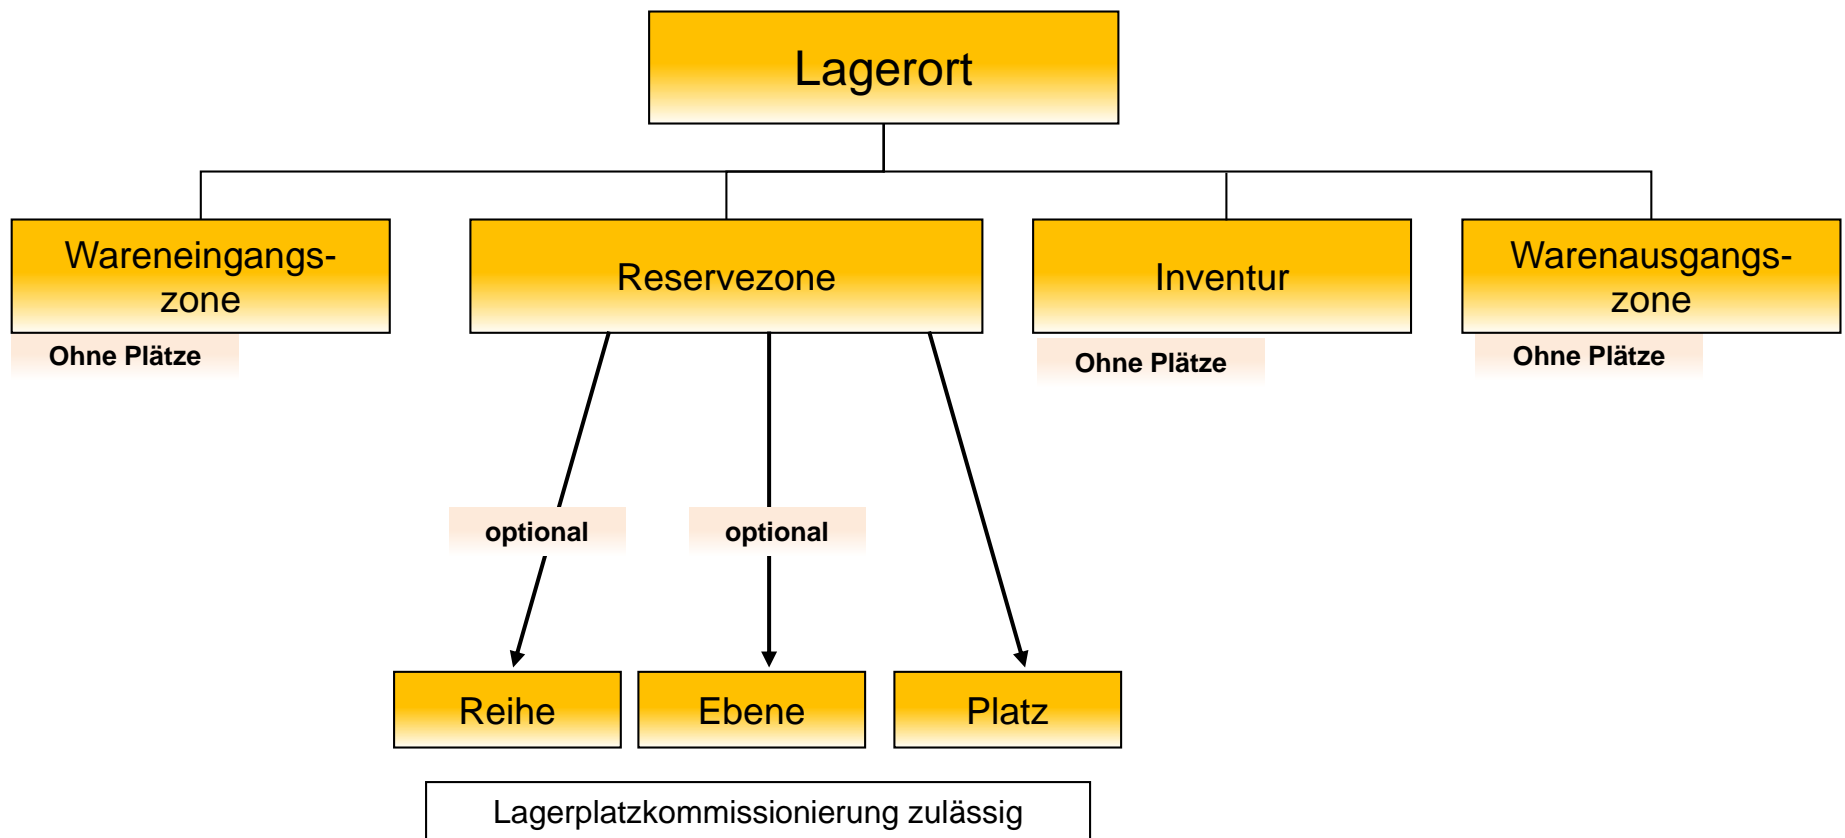 Lagerort
Wareneingangs-
zone
Reservezone
Inventur
Warenausgangs-
zone
Ohne Plätze
Ohne Plätze
Ohne Plätze
optional
optional
Reihe
Ebene
Platz
Lagerplatzkommissionierung zulässig